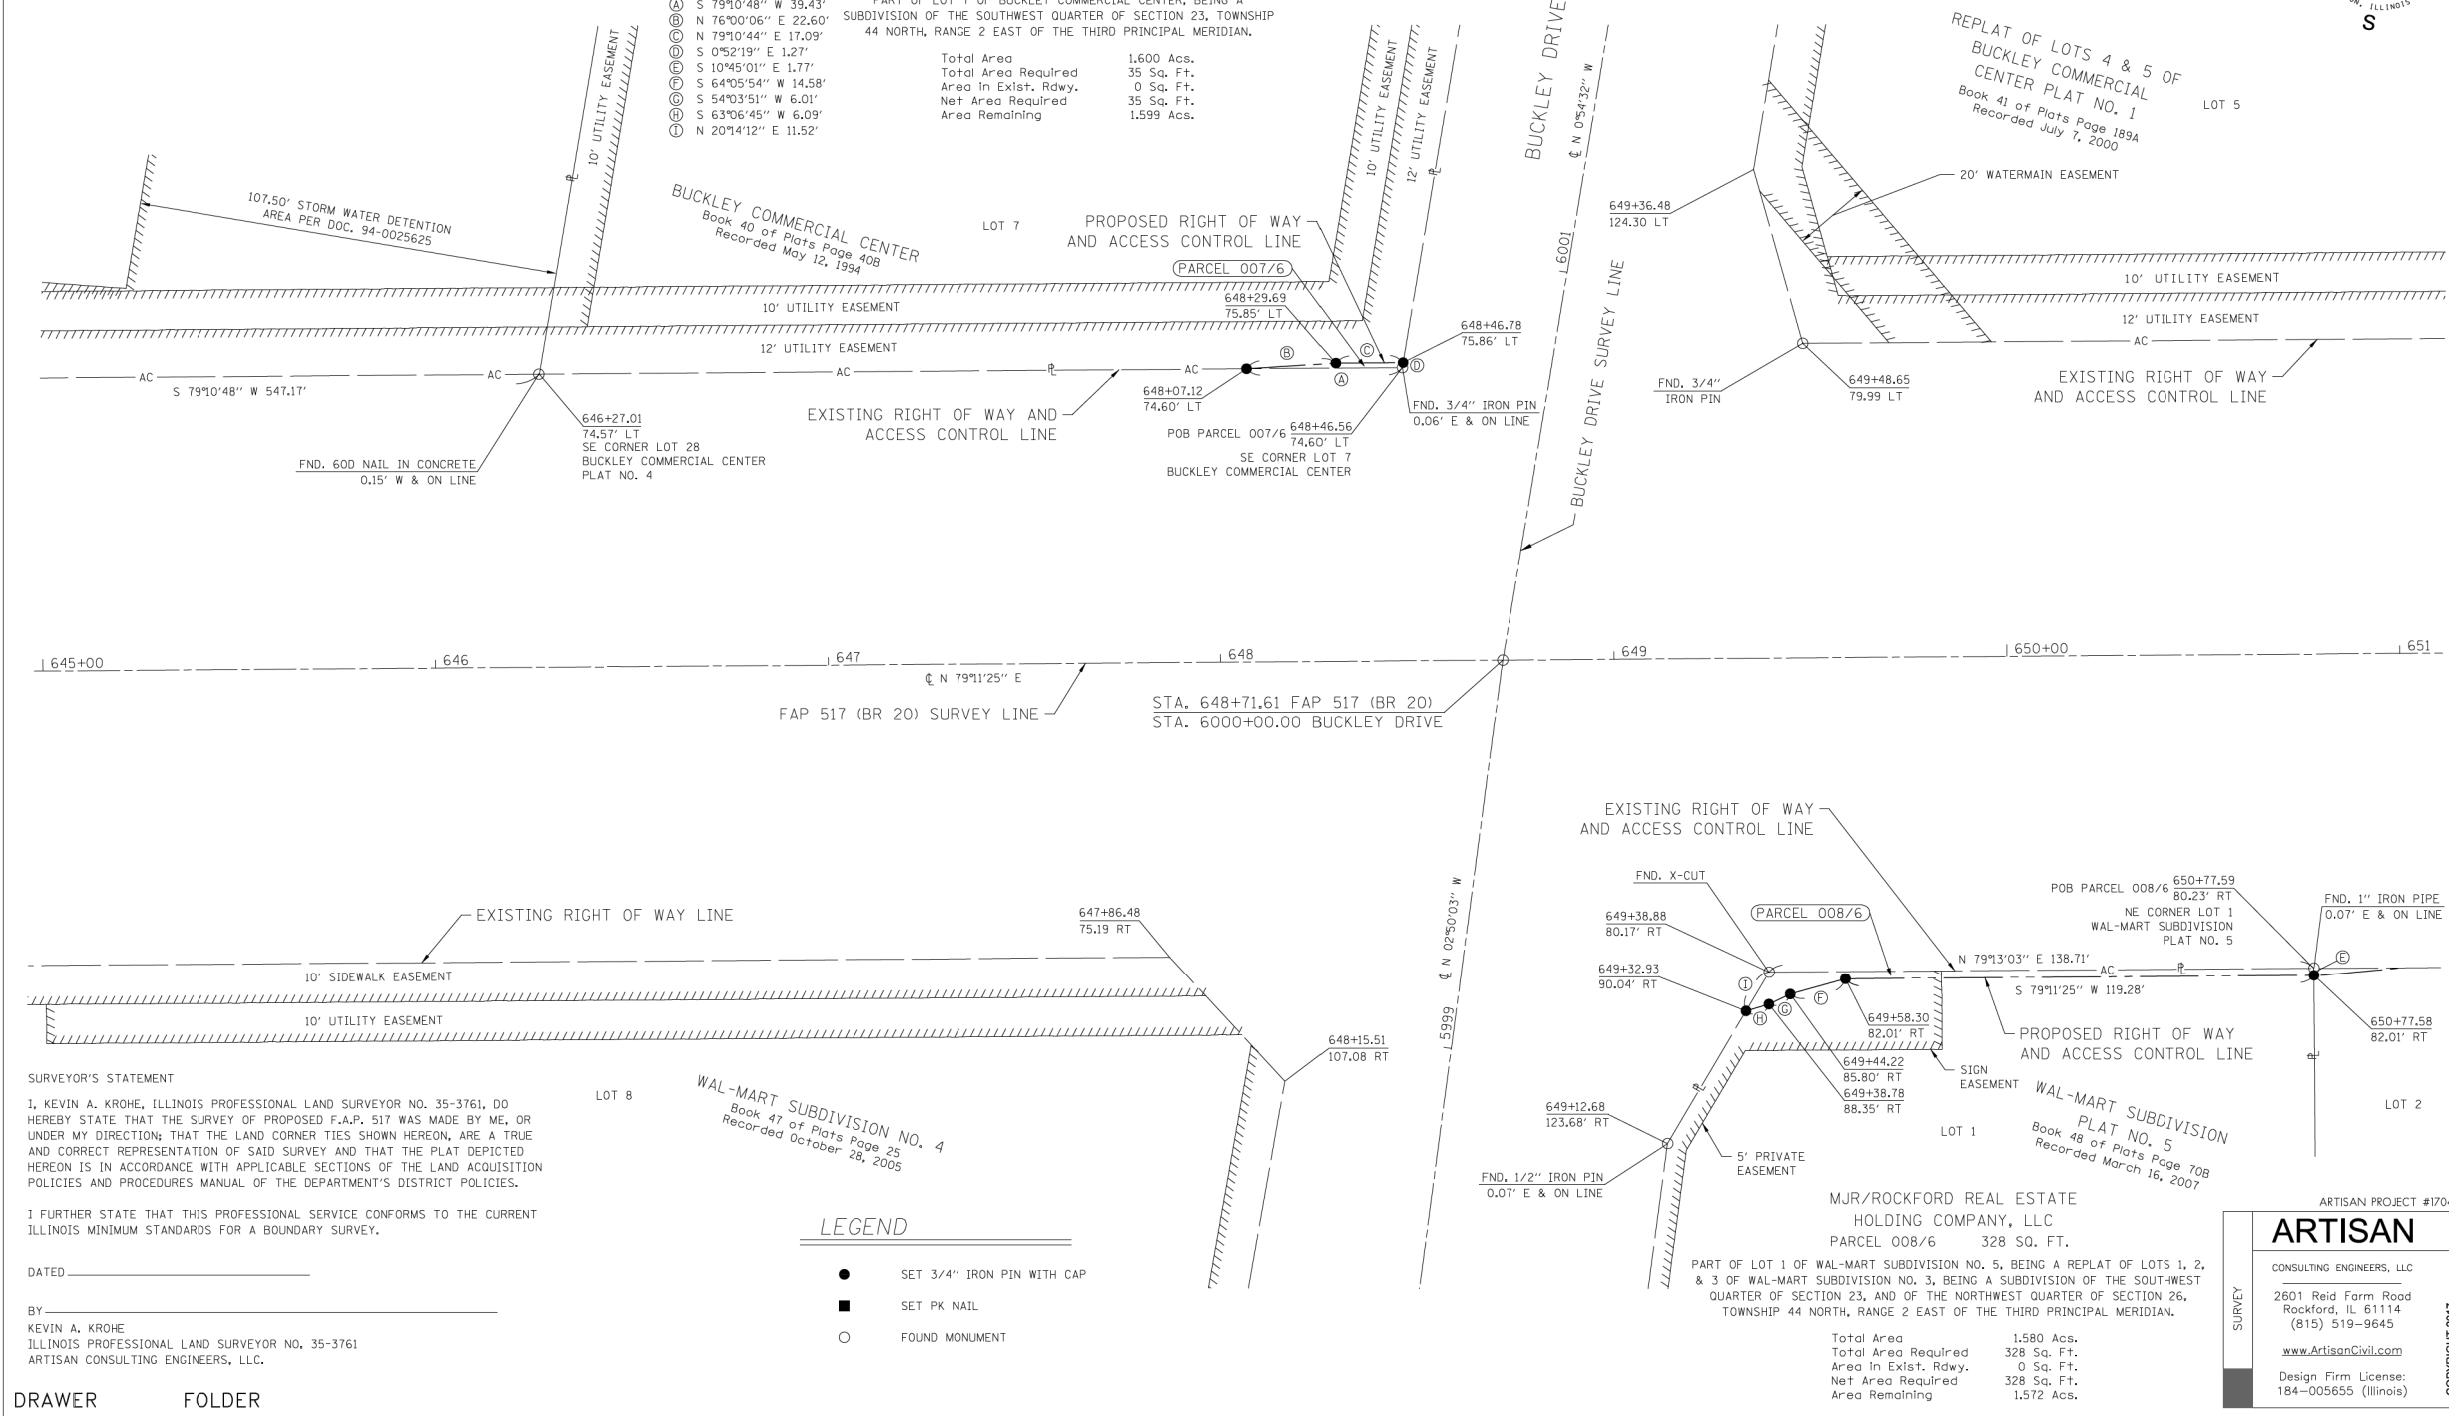 Ⓐ S 79°10'48'' W 39.43'
Ⓑ N 76°00'06'' E 22.60'
Ⓒ N 79°10'44'' E 17.09'
Ⓓ S 0°52'19'' E 1.27'
Ⓔ S 10°45'01'' E 1.77'
Ⓕ S 64°05'54'' W 14.58'
Ⓖ S 54°03'51'' W 6.01'
Ⓗ S 63°06'45'' W 6.09'
Ⓘ N 20°14'12'' E 11.52'
PART OF LOT 7 OF BUCKLEY COMMERCIAL CENTER, BEING A
SUBDIVISION OF THE SOUTHWEST QUARTER OF SECTION 23, TOWNSHIP
44 NORTH, RANGE 2 EAST OF THE THIRD PRINCIPAL MERIDIAN.
Total Area 1.600 Acs.
Total Area Required 35 Sq. Ft.
Area in Exist. Rdwy. 0 Sq. Ft.
Net Area Required 35 Sq. Ft.
Area Remaining 1.599 Acs.
ILLINOIS
S
REPLAT OF LOTS 4 & 5 OF
BUCKLEY COMMERCIAL
CENTER PLAT NO. 1
Book 41 of Plats Page 189A
Recorded July 7, 2000
LOT 5
10' UTILITY EASEMENT
10' UTILITY EASEMENT
12' UTILITY EASEMENT
℄ N 0°54'32'' W
BUCKLEY DRIVE
20' WATERMAIN EASEMENT
107.50' STORM WATER DETENTION
AREA PER DOC. 94-0025625
BUCKLEY COMMERCIAL CENTER
Book 40 of Plats Page 40B
Recorded May 12, 1994
LOT 7
PROPOSED RIGHT OF WAY
AND ACCESS CONTROL LINE
PARCEL 007/6
649+36.48
124.30 LT
6001
BUCKLEY DRIVE SURVEY LINE
10' UTILITY EASEMENT
12' UTILITY EASEMENT
10' UTILITY EASEMENT
12' UTILITY EASEMENT
648+29.69
75.85' LT
648+46.78
75.86' LT
Ⓑ
Ⓒ
Ⓓ
Ⓐ
AC
AC
AC
℄
AC
AC
S 79°10'48'' W 547.17'
648+07.12
74.60' LT
FND. 3/4'' IRON PIN
0.06' E & ON LINE
FND. 3/4''
IRON PIN
649+48.65
79.99 LT
EXISTING RIGHT OF WAY
AND ACCESS CONTROL LINE
EXISTING RIGHT OF WAY AND
ACCESS CONTROL LINE
646+27.01
74.57' LT
SE CORNER LOT 28
BUCKLEY COMMERCIAL CENTER
PLAT NO. 4
POB PARCEL 007/6 648+46.56
74.60' LT
SE CORNER LOT 7
BUCKLEY COMMERCIAL CENTER
FND. 60D NAIL IN CONCRETE
0.15' W & ON LINE
645+00
646
647
648
649
650+00
651
℄ N 79°11'25'' E
FAP 517 (BR 20) SURVEY LINE
STA. 648+71.61 FAP 517 (BR 20)
STA. 6000+00.00 BUCKLEY DRIVE
EXISTING RIGHT OF WAY
AND ACCESS CONTROL LINE
FND. X-CUT
PARCEL 008/6
POB PARCEL 008/6 650+77.59
80.23' RT
NE CORNER LOT 1
WAL-MART SUBDIVISION
PLAT NO. 5
FND. 1'' IRON PIPE
0.07' E & ON LINE
649+38.88
80.17' RT
649+32.93
90.04' RT
N 79°13'03'' E 138.71'
AC
Ⓔ
S 79°11'25'' W 119.28'
Ⓘ
Ⓗ
Ⓖ
Ⓕ
649+58.30
82.01' RT
650+77.58
82.01' RT
PROPOSED RIGHT OF WAY
AND ACCESS CONTROL LINE
649+44.22
85.80' RT
649+38.78
88.35' RT
SIGN
EASEMENT
EXISTING RIGHT OF WAY LINE
647+86.48
75.19 RT
℄ N 02°50'03'' W
5999
10' SIDEWALK EASEMENT
10' UTILITY EASEMENT
648+15.51
107.08 RT
649+12.68
123.68' RT
FND. 1/2'' IRON PIN
0.07' E & ON LINE
5' PRIVATE
EASEMENT
LOT 1
WAL-MART SUBDIVISION
PLAT NO. 5
Book 48 of Plats Page 70B
Recorded March 16, 2007
LOT 2
LOT 8
WAL-MART SUBDIVISION NO. 4
Book 47 of Plats Page 25
Recorded October 28, 2005
SURVEYOR'S STATEMENT
I, KEVIN A. KROHE, ILLINOIS PROFESSIONAL LAND SURVEYOR NO. 35-3761, DO
HEREBY STATE THAT THE SURVEY OF PROPOSED F.A.P. 517 WAS MADE BY ME, OR
UNDER MY DIRECTION; THAT THE LAND CORNER TIES SHOWN HEREON, ARE A TRUE
AND CORRECT REPRESENTATION OF SAID SURVEY AND THAT THE PLAT DEPICTED
HEREON IS IN ACCORDANCE WITH APPLICABLE SECTIONS OF THE LAND ACQUISITION
POLICIES AND PROCEDURES MANUAL OF THE DEPARTMENT'S DISTRICT POLICIES.
I FURTHER STATE THAT THIS PROFESSIONAL SERVICE CONFORMS TO THE CURRENT
ILLINOIS MINIMUM STANDARDS FOR A BOUNDARY SURVEY.
DATED
BY
KEVIN A. KROHE
ILLINOIS PROFESSIONAL LAND SURVEYOR NO. 35-3761
ARTISAN CONSULTING ENGINEERS, LLC.
DRAWER FOLDER
LEGEND
SET 3/4'' IRON PIN WITH CAP
SET PK NAIL
FOUND MONUMENT
MJR/ROCKFORD REAL ESTATE
HOLDING COMPANY, LLC
PARCEL 008/6 328 SQ. FT.
PART OF LOT 1 OF WAL-MART SUBDIVISION NO. 5, BEING A REPLAT OF LOTS 1, 2,
& 3 OF WAL-MART SUBDIVISION NO. 3, BEING A SUBDIVISION OF THE SOUTHWEST
QUARTER OF SECTION 23, AND OF THE NORTHWEST QUARTER OF SECTION 26,
TOWNSHIP 44 NORTH, RANGE 2 EAST OF THE THIRD PRINCIPAL MERIDIAN.
Total Area 1.580 Acs.
Total Area Required 328 Sq. Ft.
Area in Exist. Rdwy. 0 Sq. Ft.
Net Area Required 328 Sq. Ft.
Area Remaining 1.572 Acs.
ARTISAN PROJECT #170
SURVEY
ARTISAN
CONSULTING ENGINEERS, LLC
2601 Reid Farm Road
Rockford, IL 61114
(815) 519-9645
www.ArtisanCivil.com
Design Firm License:
184-005655 (Illinois)